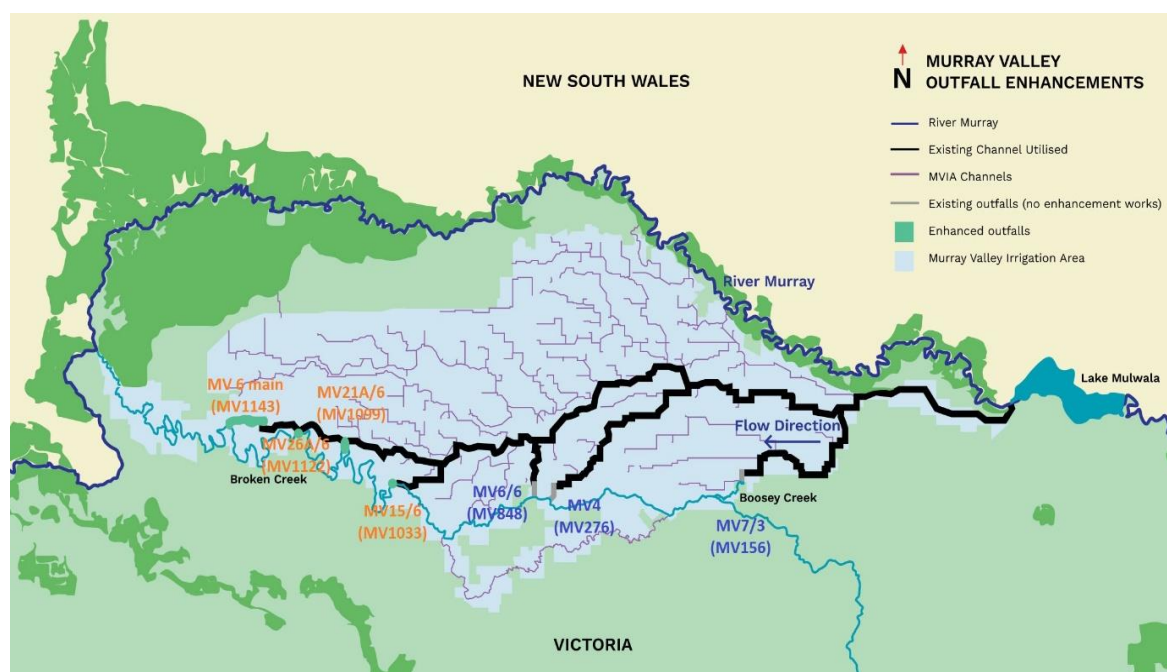 NEW SOUTH WALES
N
MURRAY VALLEY
OUTFALL ENHANCEMENTS
River Murray
Existing Channel Utilised
MVIA Channels
Existing outfalls (no enhancement works)
Enhanced outfalls
Murray Valley Irrigation Area
River Murray
Lake Mulwala
MV 6 main
(MV1143)
MV21A/6
(MV1099)
Flow Direction
MV26A/6
(MV1122)
Broken Creek
MV15/6
(MV1033)
MV6/6
(MV848)
MV4
(MV276)
Boosey Creek
MV7/3
(MV156)
VICTORIA